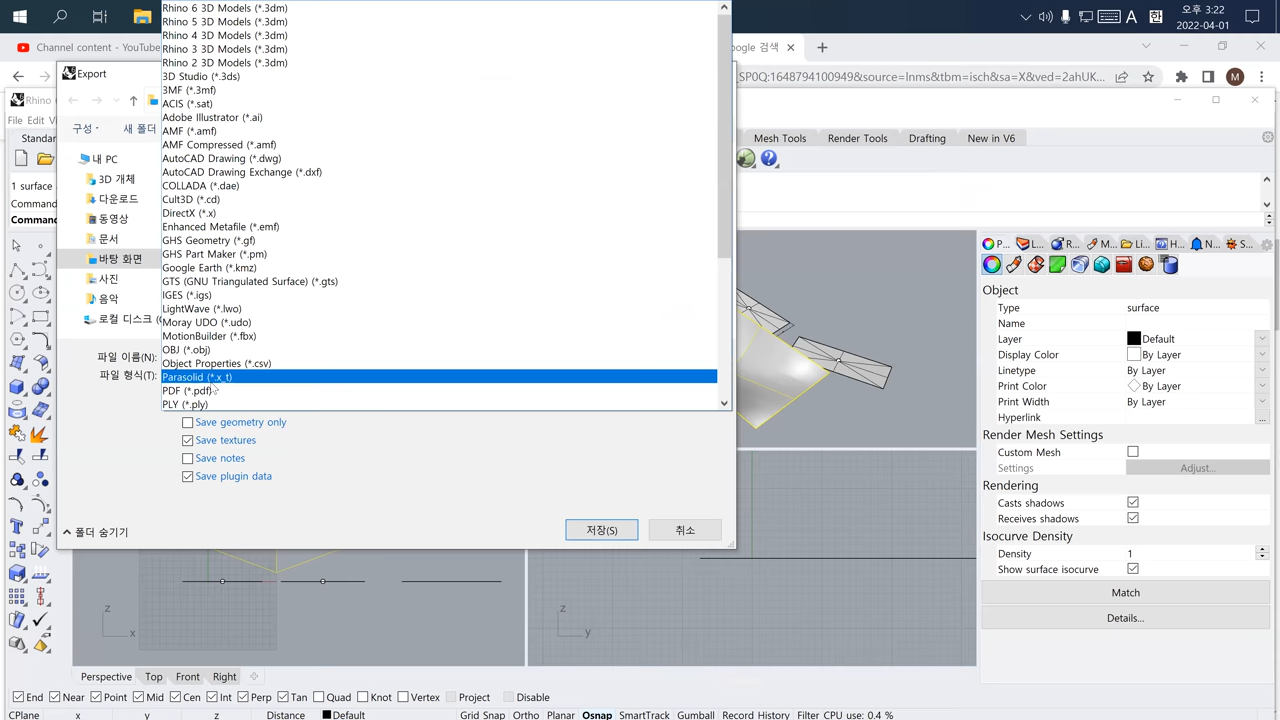 오후 3:22
2022-04-01
A
한
Channel content - YouTube
oogle 검색
_SP0Q:1648794100949&source=lnms&tbm=isch&sa=X&ved=2ahUKC...
M
Export
Rhino
File Edit
Standar
구성
새 폴더
내 PC
3D 개체
다운로드
동영상
문서
바탕 화면
사진
음악
로컬 디스크
파일 이름(N):
파일 형식(T):
1 surface
Command
Comman
Rhino 6 3D Models (*.3dm)
Rhino 5 3D Models (*.3dm)
Rhino 4 3D Models (*.3dm)
Rhino 3 3D Models (*.3dm)
Rhino 2 3D Models (*.3dm)
3D Studio (*.3ds)
3MF (*.3mf)
ACIS (*.sat)
Adobe Illustrator (*.ai)
AMF (*.amf)
AMF Compressed (*.amf)
AutoCAD Drawing (*.dwg)
AutoCAD Drawing Exchange (*.dxf)
COLLADA (*.dae)
Cult3D (*.cd)
DirectX (*.x)
Enhanced Metafile (*.emf)
GHS Geometry (*.gf)
GHS Part Maker (*.pm)
Google Earth (*.kmz)
GTS (GNU Triangulated Surface) (*.gts)
IGES (*.igs)
LightWave (*.lwo)
Moray UDO (*.udo)
MotionBuilder (*.fbx)
OBJ (*.obj)
Object Properties (*.csv)
Parasolid (*.x_t)
PDF (*.pdf)
PLY (*.ply)
Save geometry only
Save textures
Save notes
Save plugin data
폴더 숨기기
저장(S)
취소
Mesh Tools
Render Tools
Drafting
New in V6
P...
L...
R...
M...
Li...
H...
N...
S...
Object
Type
surface
Name
Layer
Default
Display Color
By Layer
Linetype
By Layer
Print Color
By Layer
Print Width
By Layer
Hyperlink
...
Render Mesh Settings
Custom Mesh
Settings
Adjust...
Rendering
Casts shadows
Receives shadows
Isocurve Density
Density
1
Show surface isocurve
Match
Details...
z
x
z
y
Perspective
Top
Front
Right
End
Near
Point
Mid
Cen
Int
Perp
Tan
Quad
Knot
Vertex
Project
Disable
CPlane
x
y
z
Distance
Default
Grid Snap
Ortho
Planar
Osnap
SmartTrack
Gumball
Record History
Filter
CPU use: 0.4 %